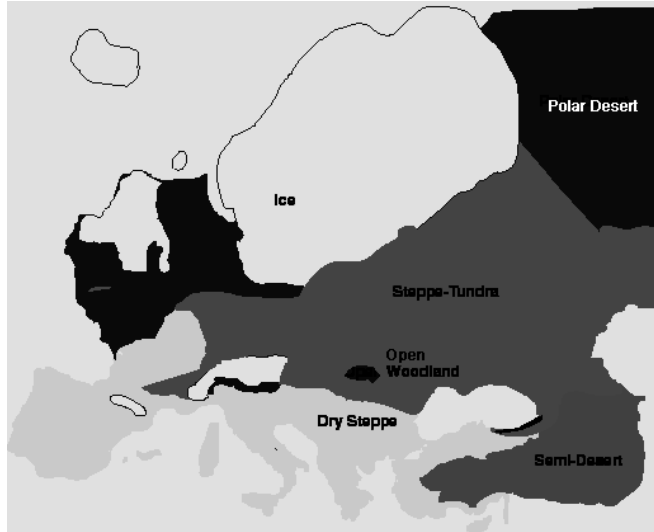 Polar Desert
Ice
Steppe-Tundra
Open
Woodland
Dry Steppe
Semi-Desert